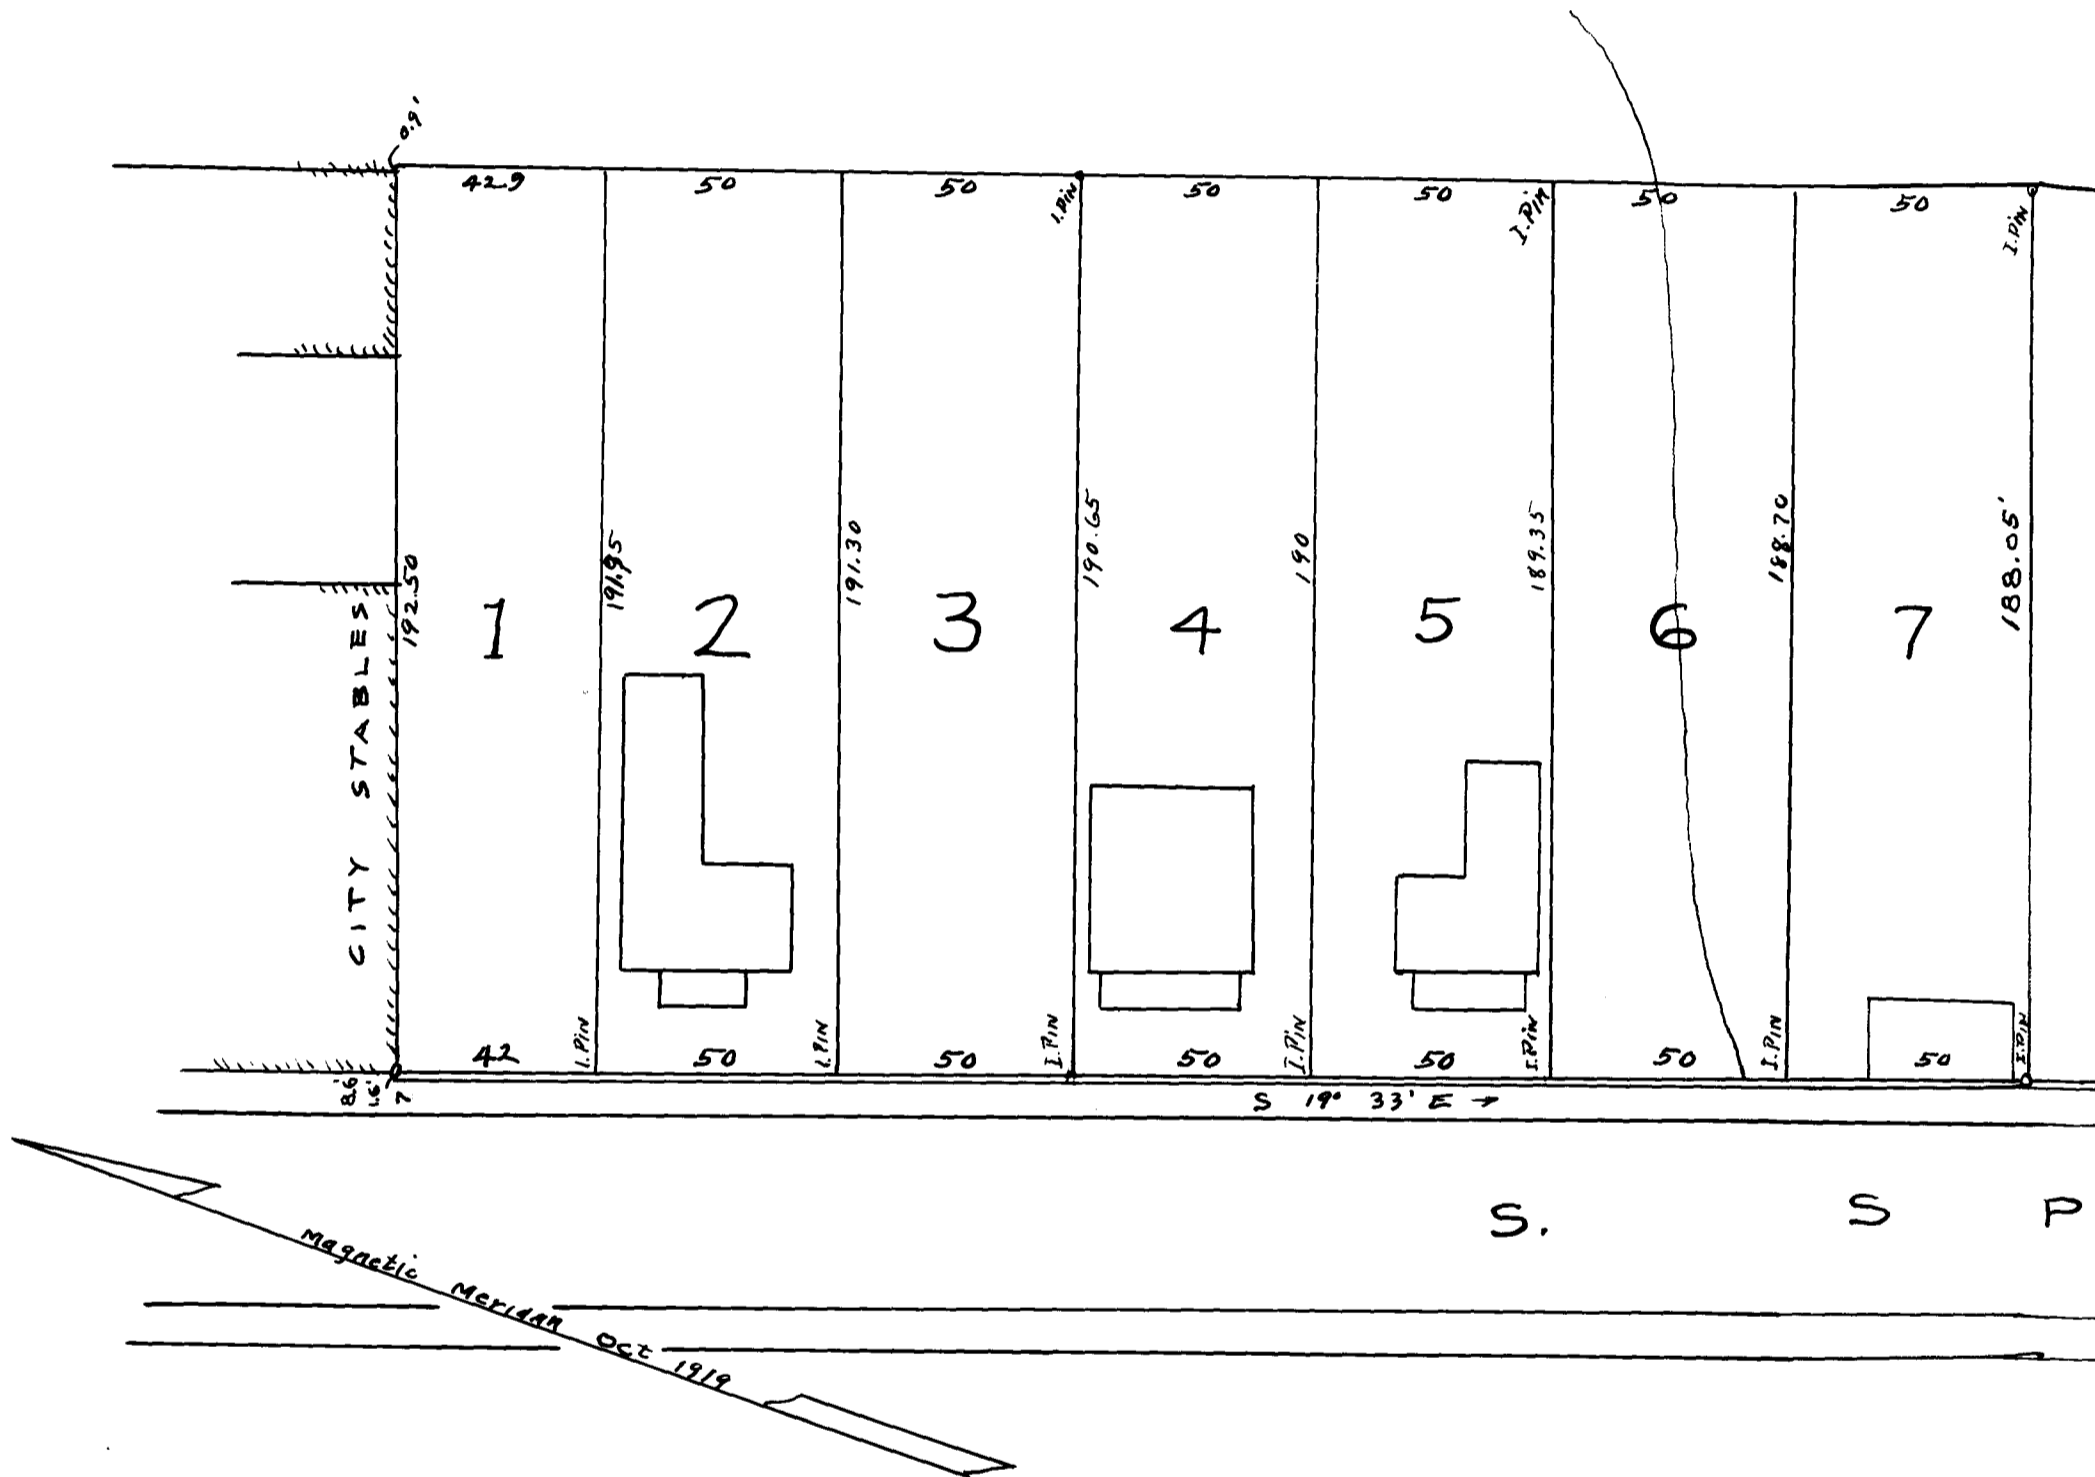 0.9'
42.9 50 50 50 50 50 50
I.PIN I.PIN I.PIN
192.50 191.95 191.30 190.65 190 189.35 188.70 188.05'
1 2 3 4 5 6 7
CITY STABLES
I.PIN I.PIN I.PIN I.PIN I.PIN I.PIN I.PIN
42 50 50 50 50 50 50
8.6'
1.6'
S 19° 33' E →
S. S P
Magnetic Meridan Oct 1919